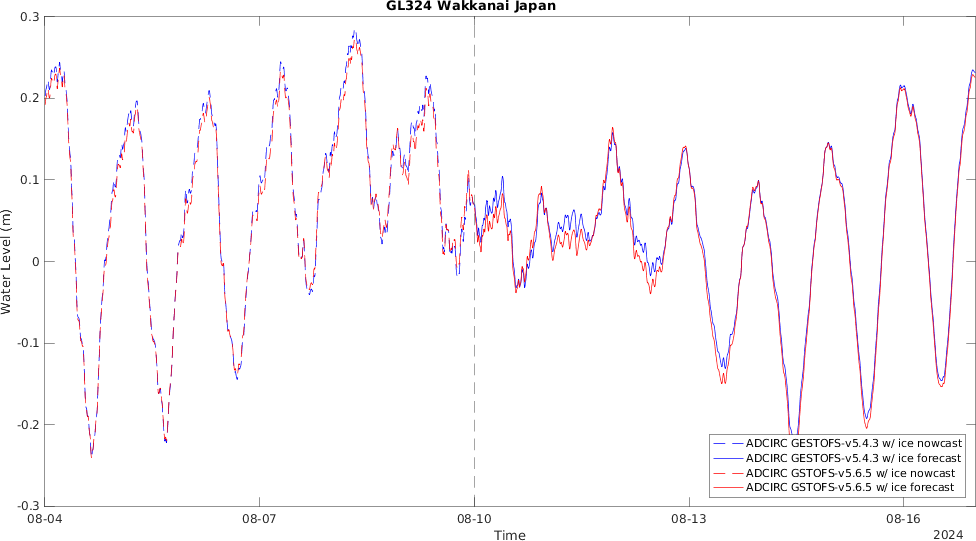 GL324 Wakkanai Japan
0.3
0.2
0.1
0
-0.1
-0.2
-0.3
Water Level (m)
08-04
08-07
08-10
08-13
08-16
Time
2024
ADCIRC GESTOFS-v5.4.3 w/ ice nowcast
ADCIRC GESTOFS-v5.4.3 w/ ice forecast
ADCIRC GSTOFS-v5.6.5 w/ ice nowcast
ADCIRC GSTOFS-v5.6.5 w/ ice forecast